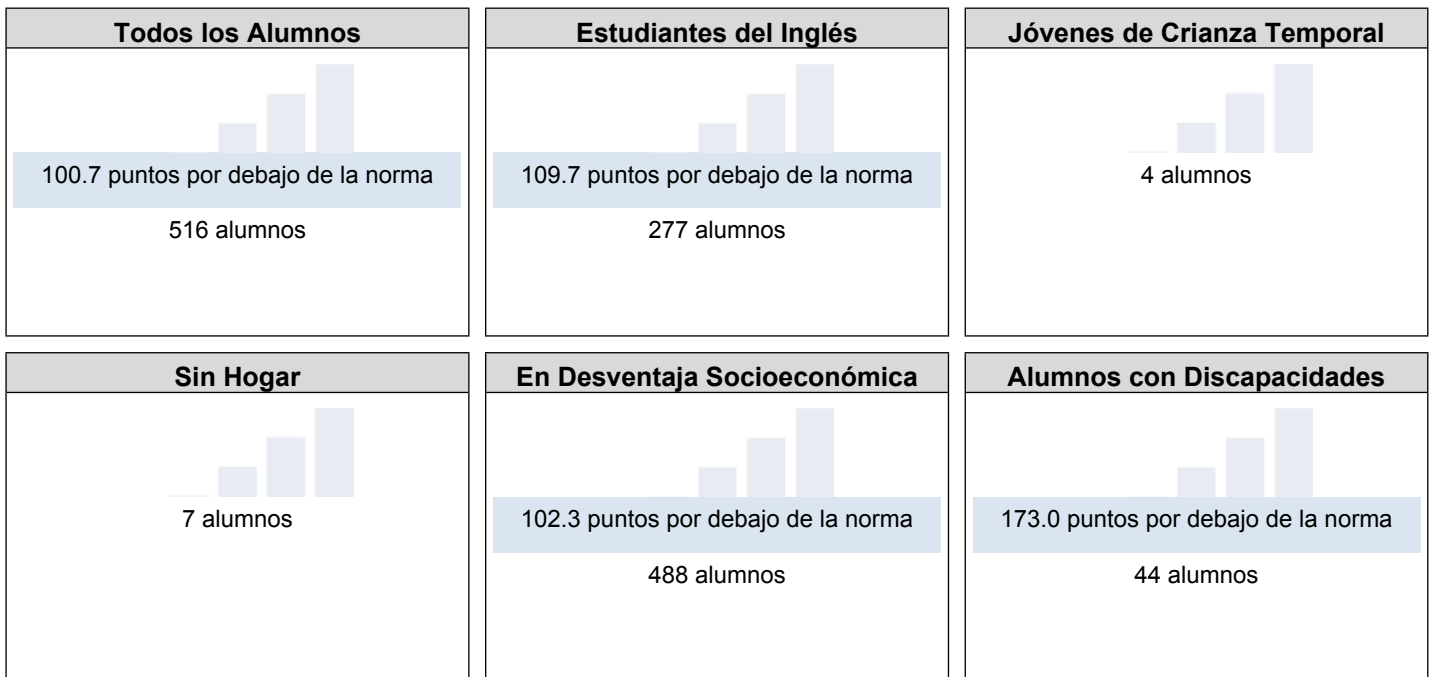 Todos los Alumnos
100.7 puntos por debajo de la norma
516 alumnos
Estudiantes del Inglés
109.7 puntos por debajo de la norma
277 alumnos
Jóvenes de Crianza Temporal
4 alumnos
Sin Hogar
7 alumnos
En Desventaja Socioeconómica
102.3 puntos por debajo de la norma
488 alumnos
Alumnos con Discapacidades
173.0 puntos por debajo de la norma
44 alumnos